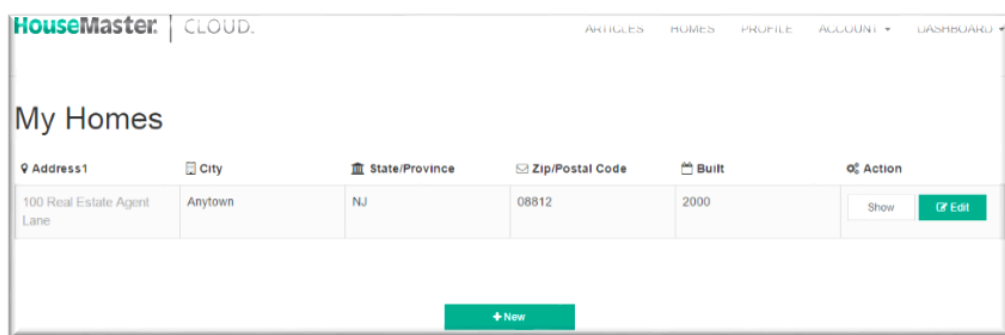 HouseMaster. CLOUD. ARTICLES HOMES PROFILE ACCOUNT DASHBOARD
My Homes
Address1 City State/Province Zip/Postal Code Built Action
100 Real Estate Agent Anytown NJ 08812 2000 Show Edit
Lane
+ New